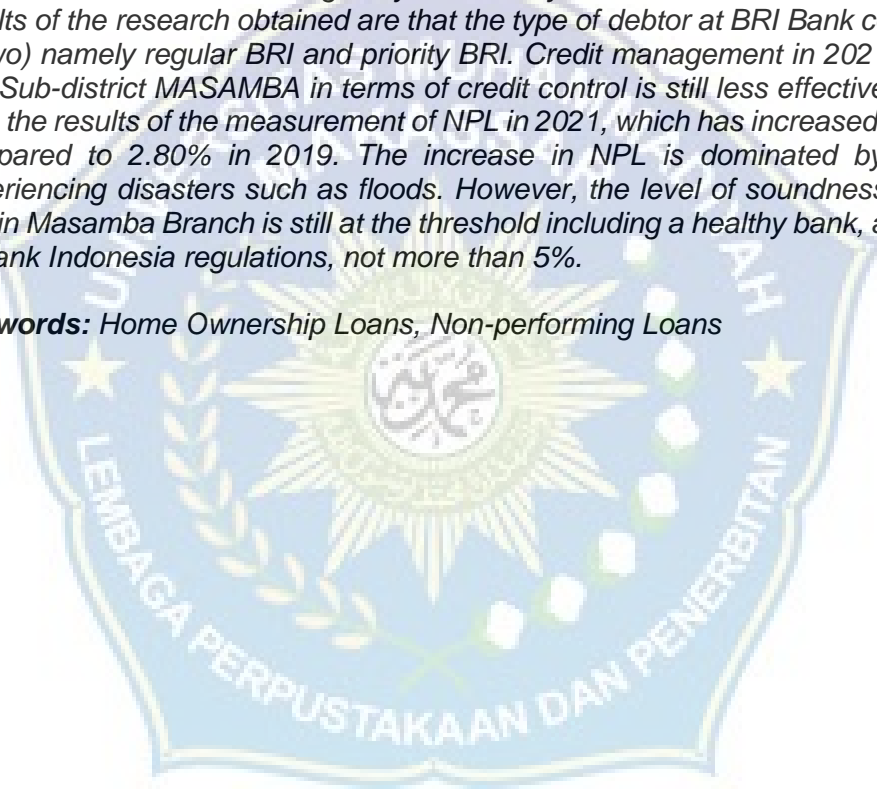 lts of the research obtained are that the type of debtor at BRI Bank c
vo) namely regular BRI and priority BRI. Credit management in 202
Sub-district MASAMBA in terms of credit control is still less effective
the results of the measurement of NPL in 2021, which has increased
pared to 2.80% in 2019. The increase in NPL is dominated by
eriencing disasters such as floods. However, the level of soundness
in Masamba Branch is still at the threshold including a healthy bank, a
ank Indonesia regulations, not more than 5%.
words: Home Ownership Loans, Non-performing Loans
UNIVERSITAS MUHAMMADIYAH
MAKASSAR
LEMBAGA PERPUSTAKAAN DAN PENERBITAN